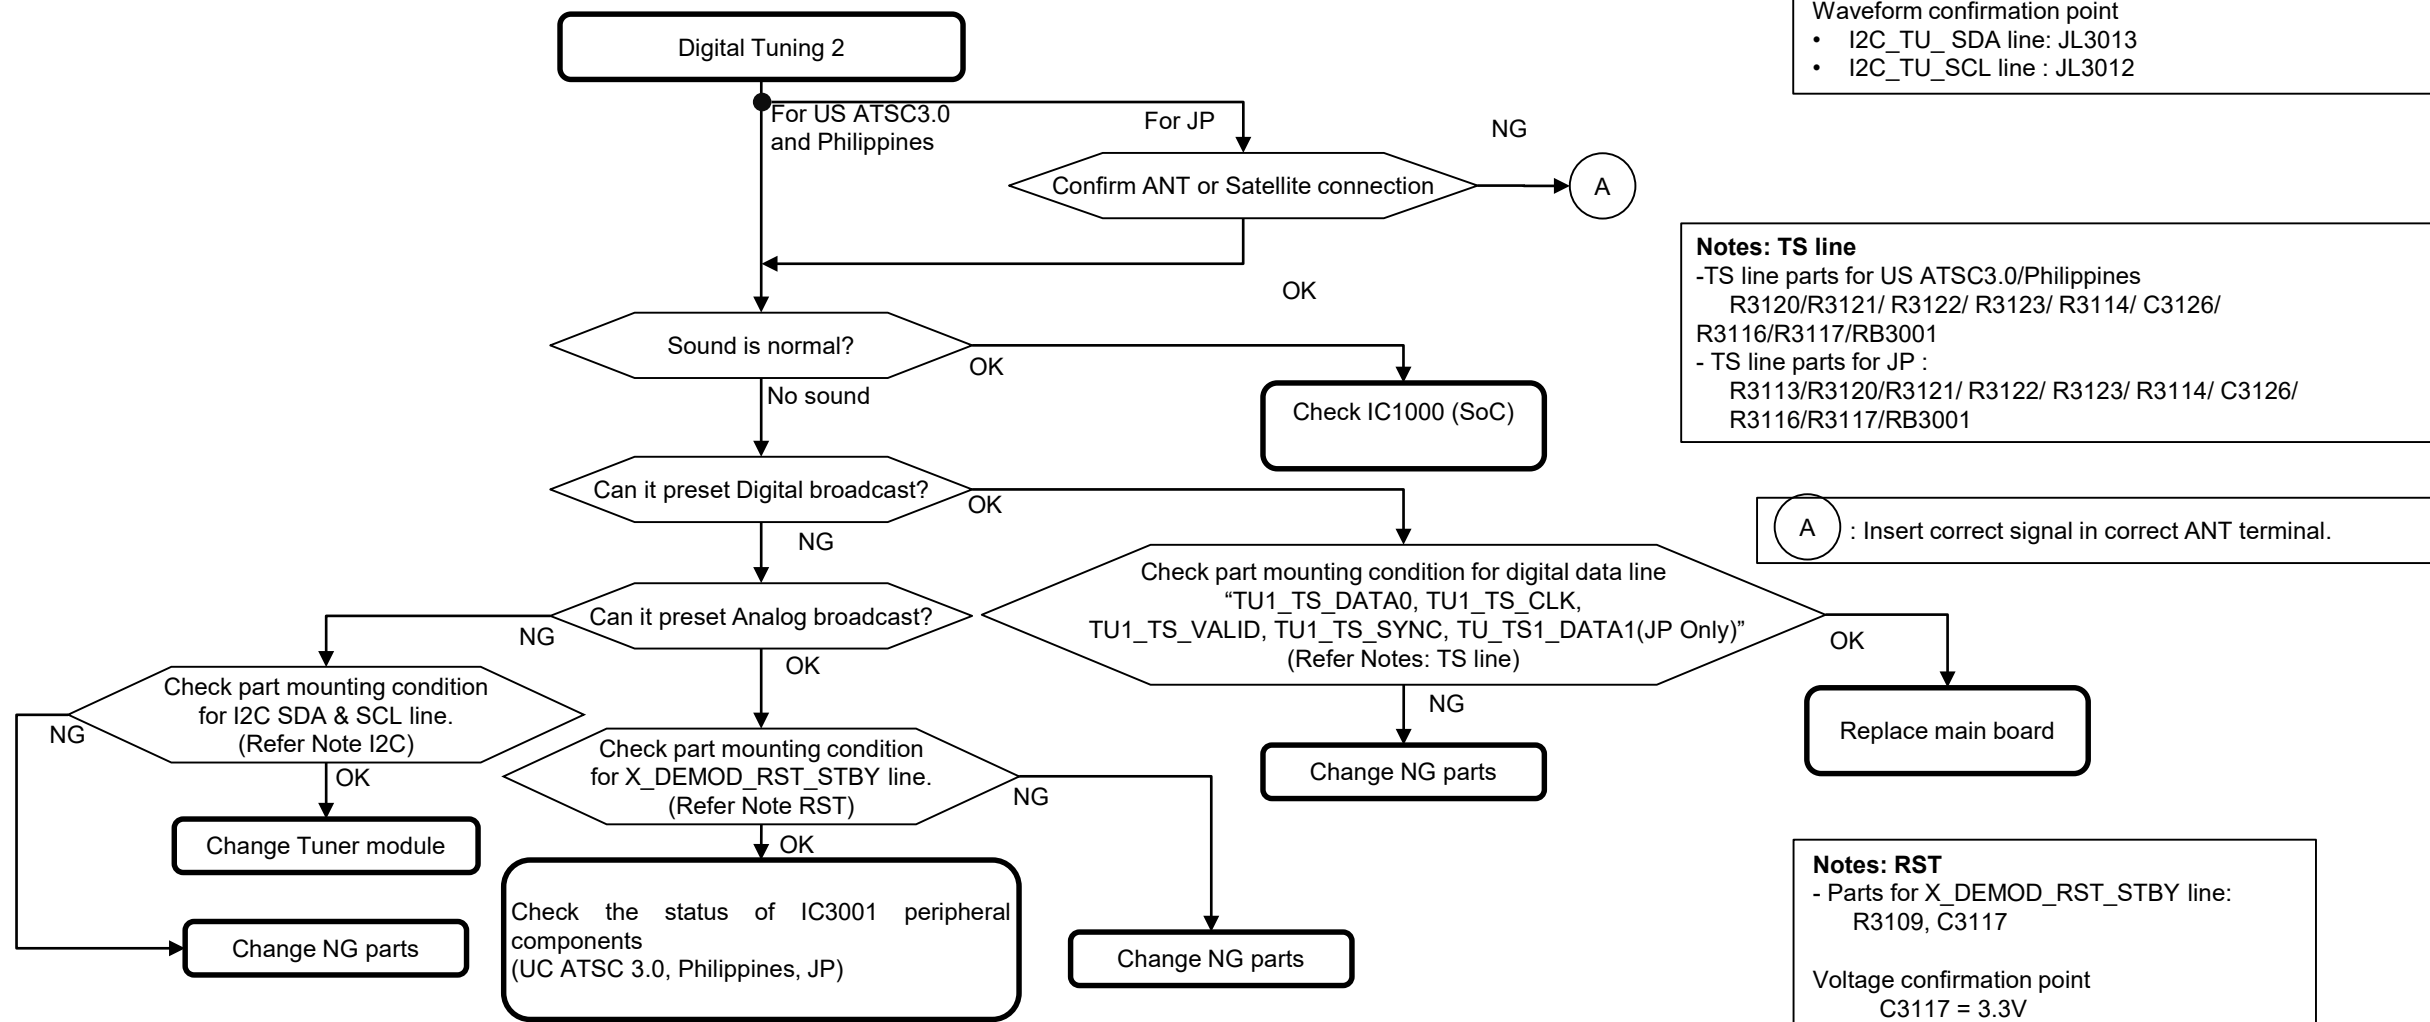 Waveform confirmation point
• I2C_TU_ SDA line: JL3013
• I2C_TU_SCL line : JL3012
Digital Tuning 2
For US ATSC3.0
and Philippines
For JP
NG
Confirm ANT or Satellite connection
A
Notes: TS line
-TS line parts for US ATSC3.0/Philippines
R3120/R3121/ R3122/ R3123/ R3114/ C3126/
R3116/R3117/RB3001
- TS line parts for JP :
R3113/R3120/R3121/ R3122/ R3123/ R3114/ C3126/
R3116/R3117/RB3001
OK
Sound is normal?
OK
No sound
Check IC1000 (SoC)
Can it preset Digital broadcast?
OK
NG
A : Insert correct signal in correct ANT terminal.
Check part mounting condition for digital data line
“TU1_TS_DATA0, TU1_TS_CLK,
TU1_TS_VALID, TU1_TS_SYNC, TU_TS1_DATA1(JP Only)”
(Refer Notes: TS line)
OK
NG
Can it preset Analog broadcast?
NG
OK
Check part mounting condition
for I2C SDA & SCL line.
(Refer Note I2C)
NG
OK
Check part mounting condition
for X_DEMOD_RST_STBY line.
(Refer Note RST)
NG
OK
Change NG parts
Replace main board
Change Tuner module
Change NG parts
Check the status of IC3001 peripheral
components
(UC ATSC 3.0, Philippines, JP)
Change NG parts
Notes: RST
- Parts for X_DEMOD_RST_STBY line:
R3109, C3117
Voltage confirmation point
C3117 = 3.3V